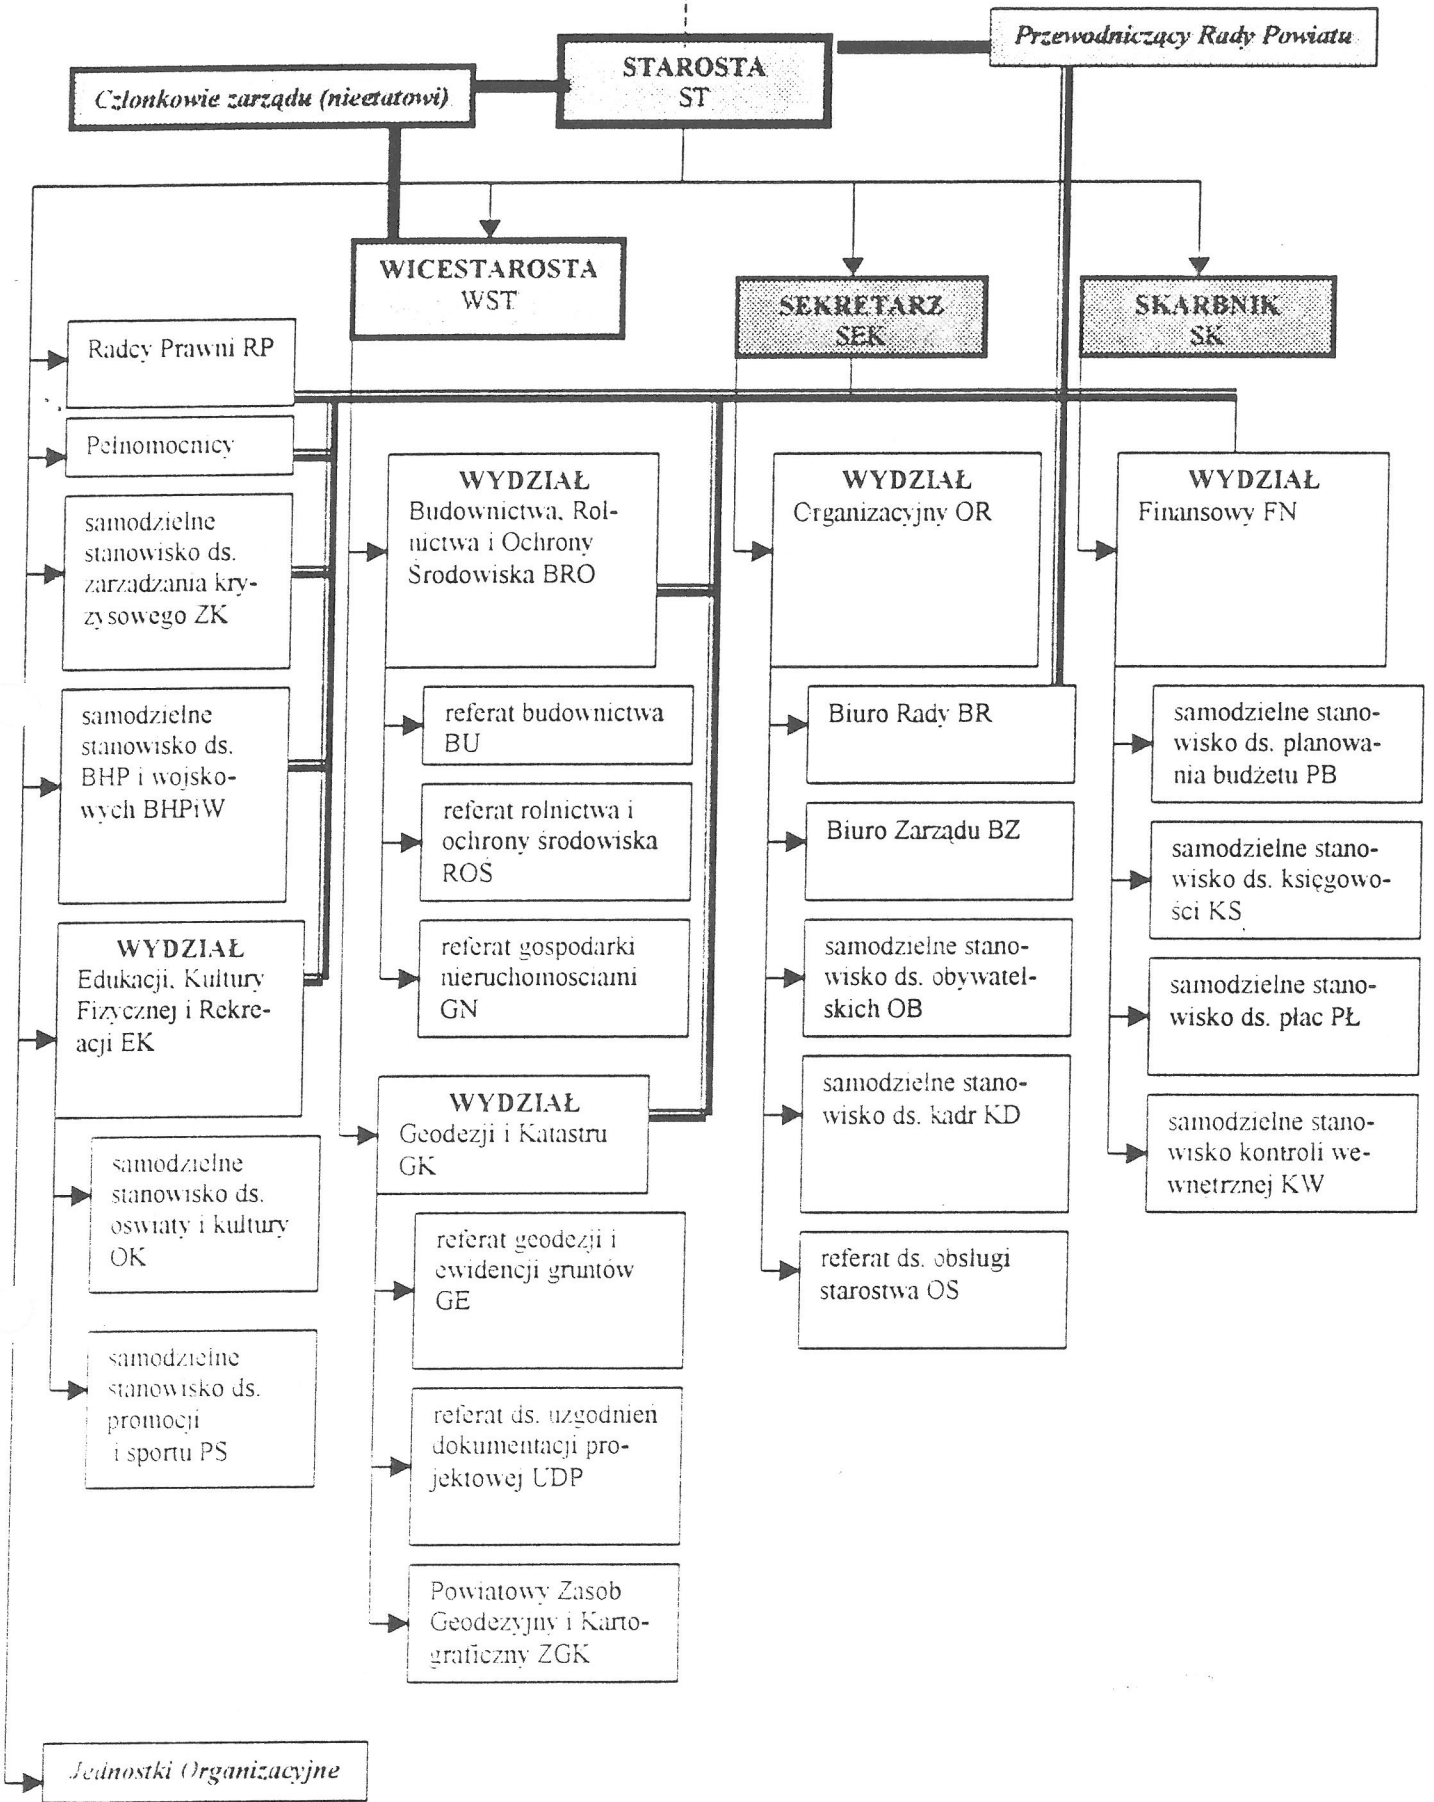 Przewodniczący Rady Powiatu
STAROSTA
ST
Członkowie zarządu (nieetatowi)
WICESTAROSTA
WST
SEKRETARZ
SEK
SKARBNIK
SK
Radcy Prawni RP
Pełnomocnicy
samodzielne
stanowisko ds.
zarządzania kry-
zysowego ZK
samodzielne
stanowisko ds.
BHP i wojsko-
wych BHPiW
WYDZIAŁ
Edukacji, Kultury
Fizycznej i Rekre-
acji EK
samodzielne
stanowisko ds.
oswiaty i kultury
OK
samodzielne
stanowisko ds.
promocji
i sportu PS
Jednostki Organizacyjne
WYDZIAŁ
Budownictwa, Rol-
nictwa i Ochrony
Środowiska BRO
referat budownictwa
BU
referat rolnictwa i
ochrony środowiska
ROŚ
referat gospodarki
nieruchomosciami
GN
WYDZIAŁ
Geodezji i Katastru
GK
referat geodezji i
ewidencji gruntów
GE
referat ds. uzgodnień
dokumentacji pro-
jektowej UDP
Powiatowy Zasob
Geodezyjny i Karto-
graficzny ZGK
WYDZIAŁ
Organizacyjny OR
Biuro Rady BR
Biuro Zarządu BZ
samodzielne stano-
wisko ds. obywatel-
skich OB
samodzielne stano-
wisko ds. kadr KD
referat ds. obsługi
starostwa OS
WYDZIAŁ
Finansowy FN
samodzielne stano-
wisko ds. planowa-
nia budżetu PB
samodzielne stano-
wisko ds. księgowo-
ści KS
samodzielne stano-
wisko ds. płac PŁ
samodzielne stano-
wisko kontroli we-
wnetrznej KW